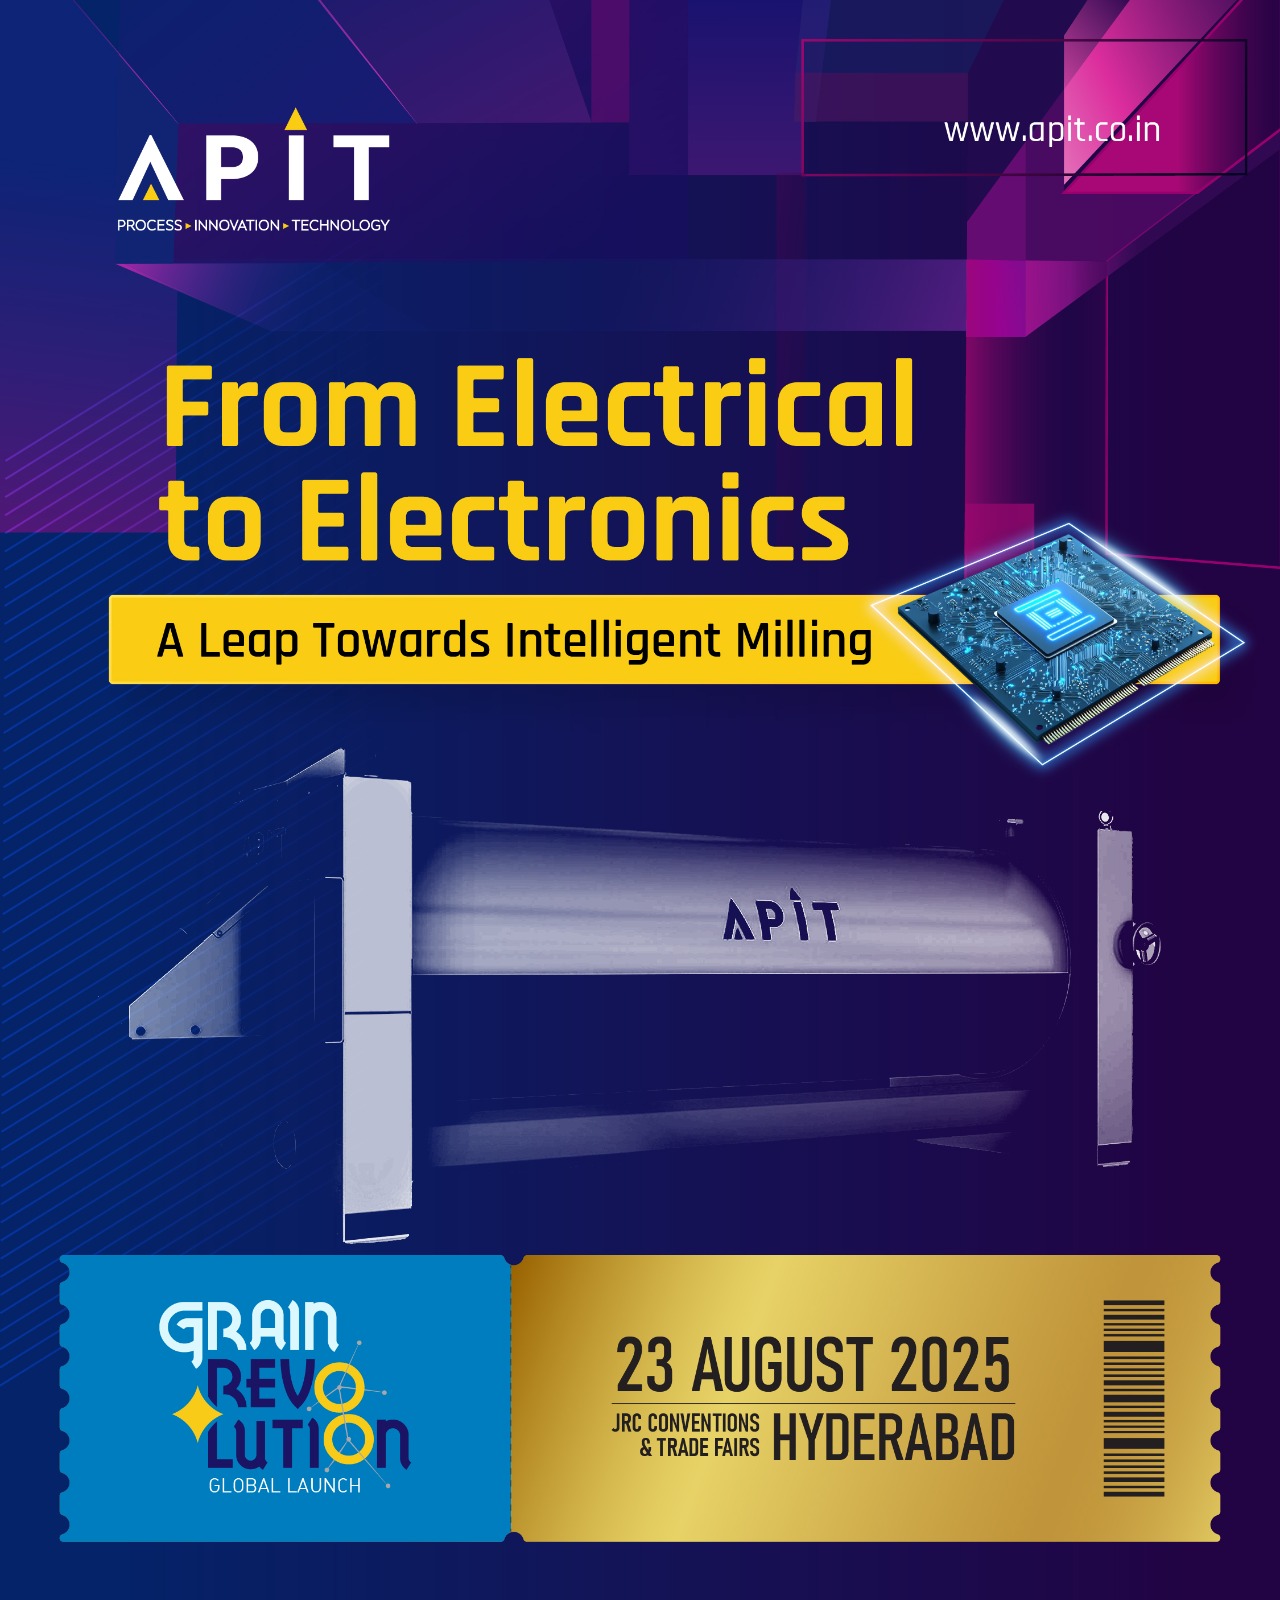 APIT
PROCESS ▸ INNOVATION ▸ TECHNOLOGY
www.apit.co.in
From Electrical
to Electronics
A Leap Towards Intelligent Milling
APIT
GRAIN
REVO
LUTION
GLOBAL LAUNCH
23 AUGUST 2025
JRC CONVENTIONS
& TRADE FAIRS
HYDERABAD